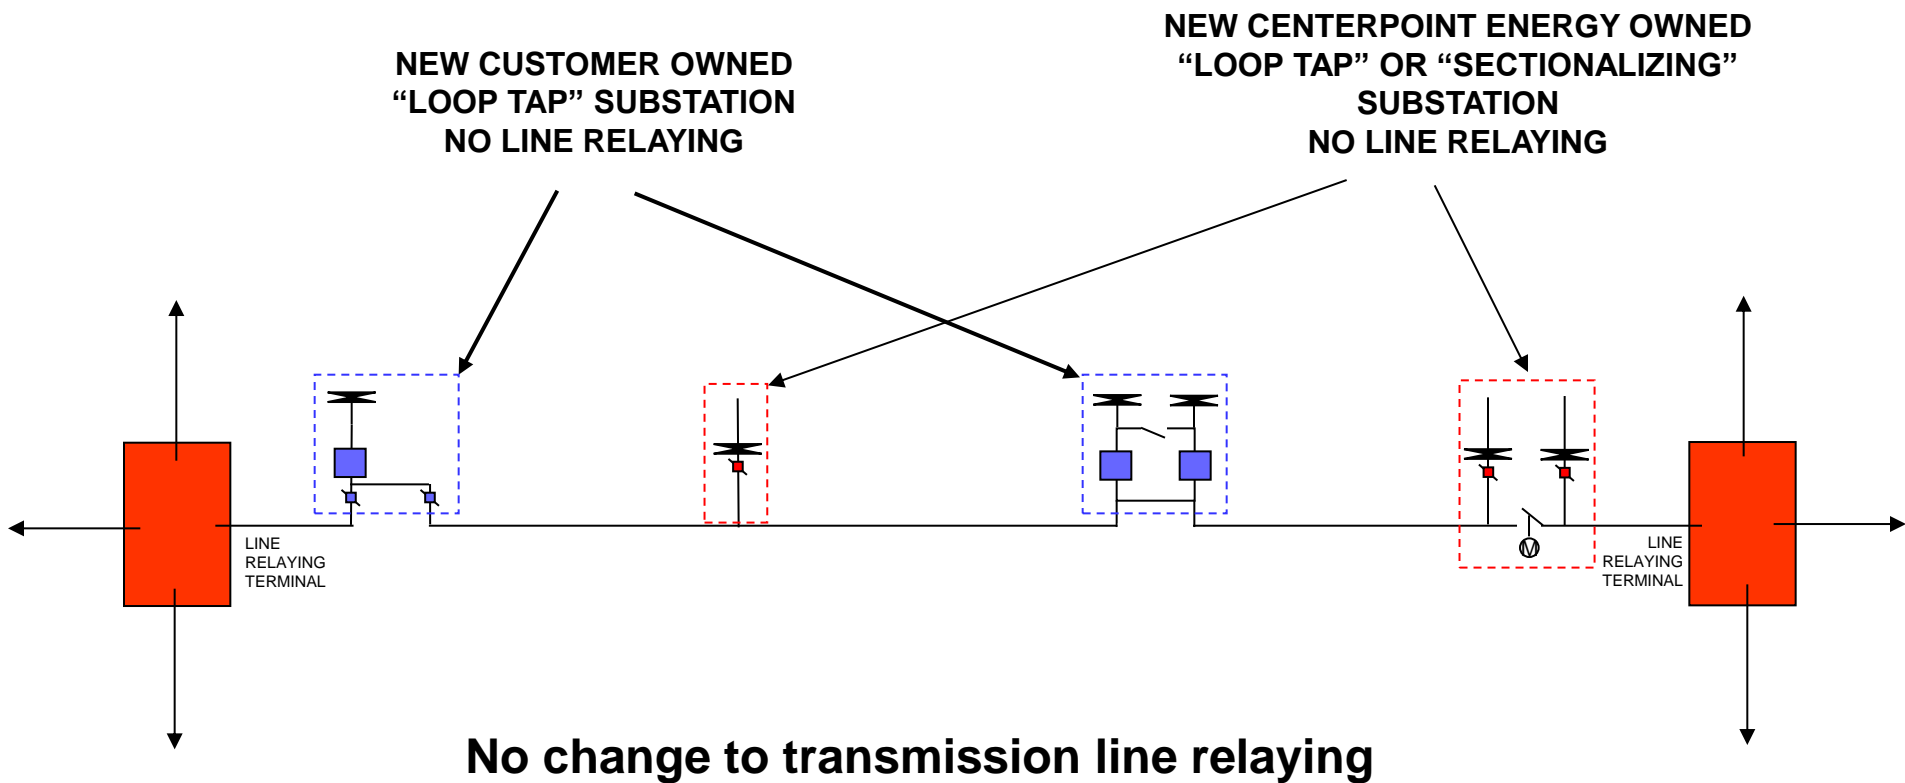 NEW CUSTOMER OWNED
“LOOP TAP” SUBSTATION
NO LINE RELAYING
NEW CENTERPOINT ENERGY OWNED
“LOOP TAP” OR “SECTIONALIZING”
SUBSTATION
NO LINE RELAYING
LINE
RELAYING
TERMINAL
M
LINE
RELAYING
TERMINAL
No change to transmission line relaying